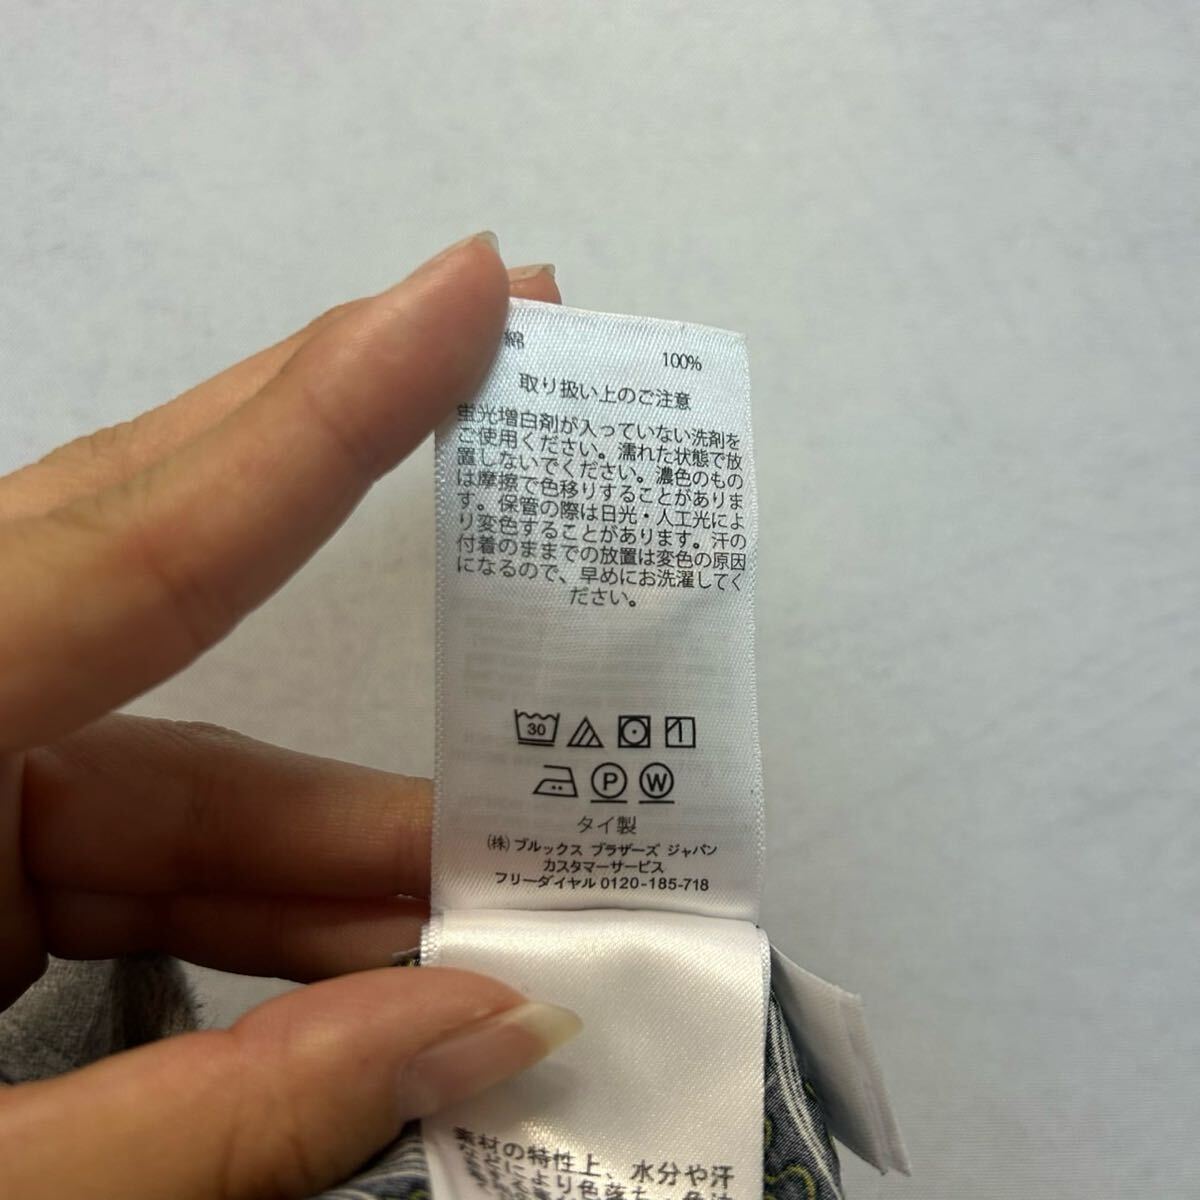 綿 100%
取り扱い上のご注意
蛍光増白剤が入っていない洗剤を
ご使用ください。濡れた状態で放
置しないでください。濃色のもの
は摩擦で色移りすることがありま
す。保管の際は日光・人工光によ
り変色することがあります。汗の
付着のままでの放置は変色の原因
になるので、早めにお洗濯してく
ださい。
30
P W
タイ製
(株)ブルックス ブラザーズ ジャパン
カスタマーサービス
フリーダイヤル 0120-185-718
素材の特性上、水分や汗
などにより色落ち、色泣